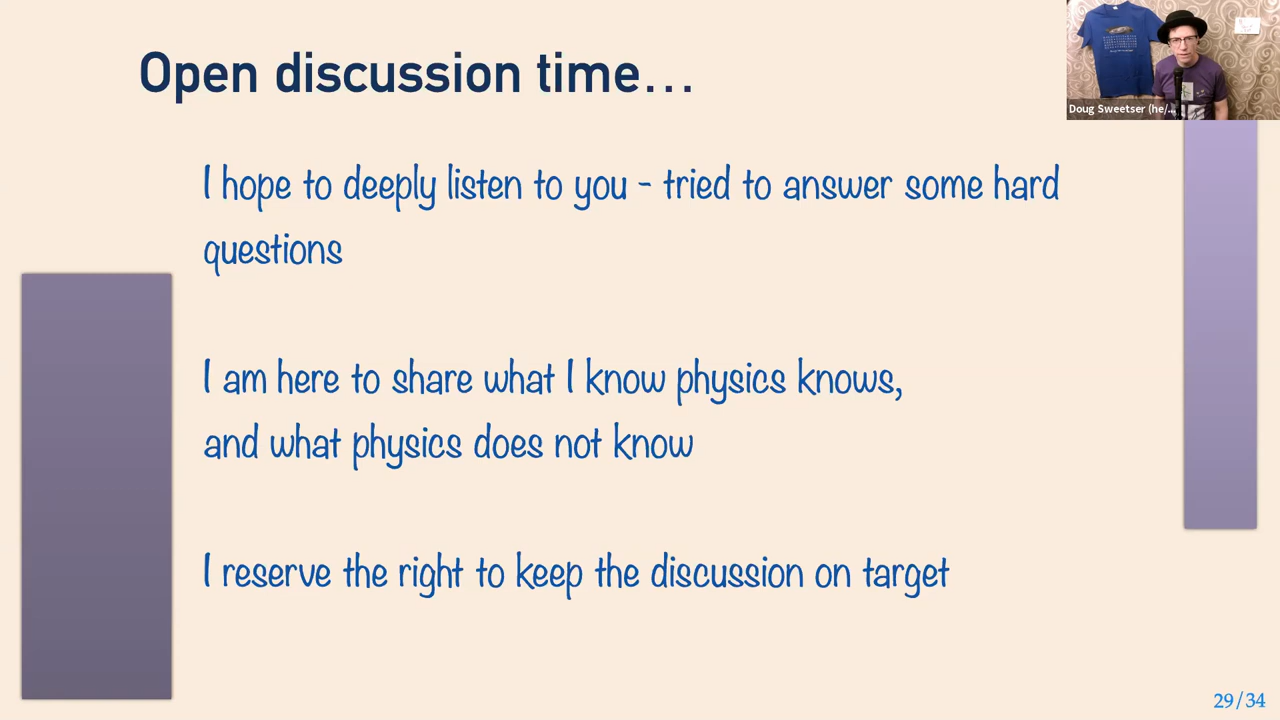 Open discussion time...
Doug Sweetser (he/...
I hope to deeply listen to you - tried to answer some hard
questions
I am here to share what I know physics knows,
and what physics does not know
I reserve the right to keep the discussion on target
29/34